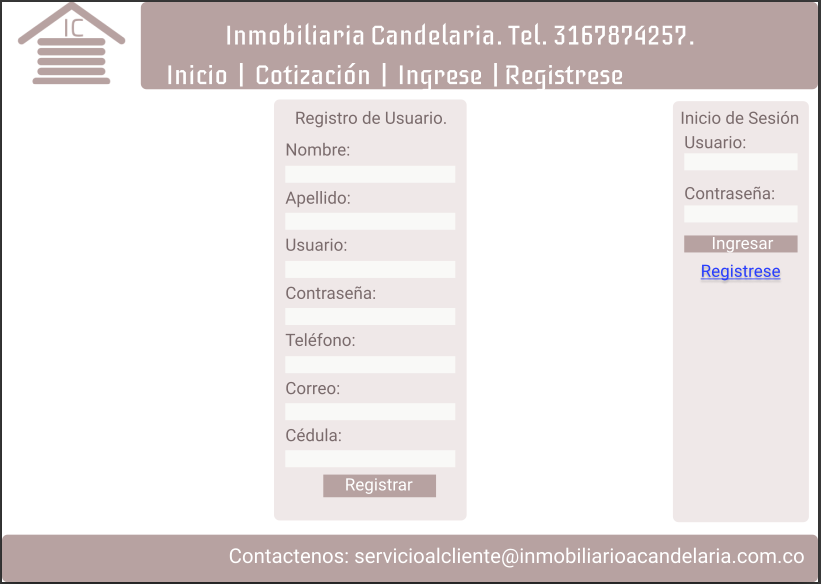 IC
Inmobiliaria Candelaria. Tel. 3167874257.
Inicio | Cotización | Ingrese | Registrese
Registro de Usuario.
Nombre:
Apellido:
Usuario:
Contraseña:
Teléfono:
Correo:
Cédula:
Registrar
Inicio de Sesión
Usuario:
Contraseña:
Ingresar
Registrese
Contactenos: servicioalcliente@inmobiliarioacandelaria.com.co